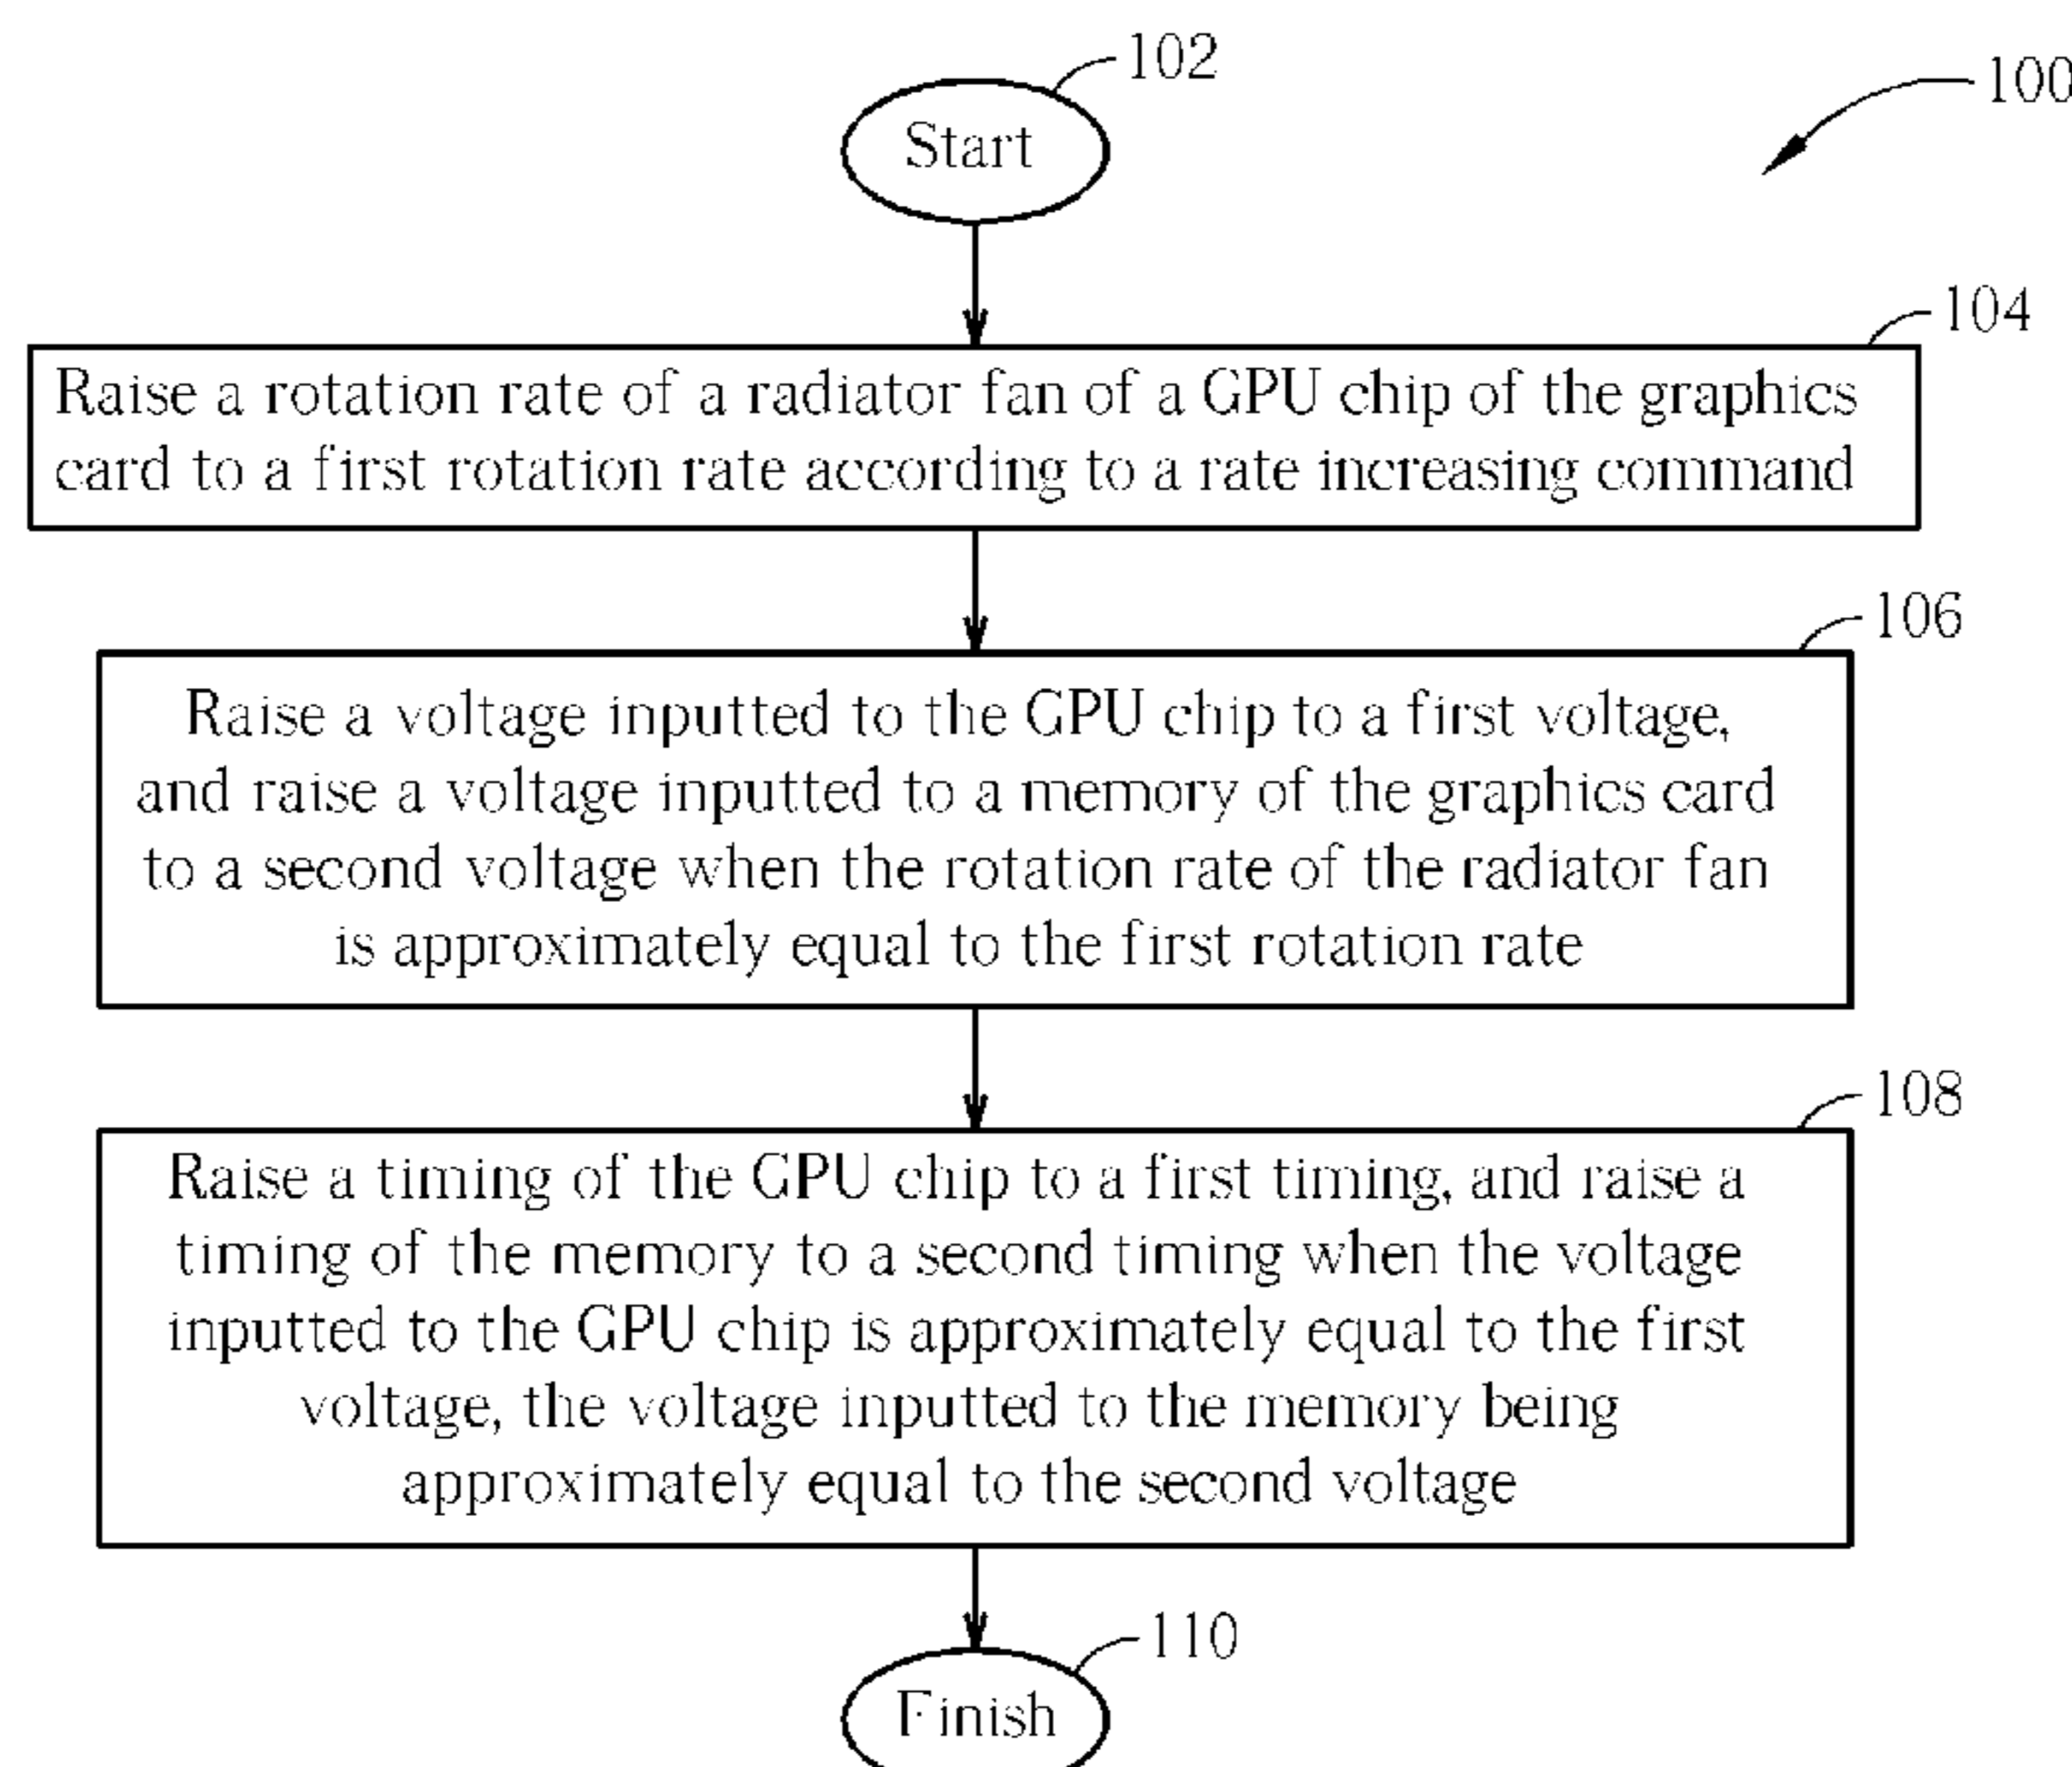 102
100
Start
104
Raise a rotation rate of a radiator fan of a GPU chip of the graphics
card to a first rotation rate according to a rate increasing command
106
Raise a voltage inputted to the GPU chip to a first voltage,
and raise a voltage inputted to a memory of the graphics card
to a second voltage when the rotation rate of the radiator fan
is approximately equal to the first rotation rate
108
Raise a timing of the GPU chip to a first timing, and raise a
timing of the memory to a second timing when the voltage
inputted to the GPU chip is approximately equal to the first
voltage, the voltage inputted to the memory being
approximately equal to the second voltage
110
Finish